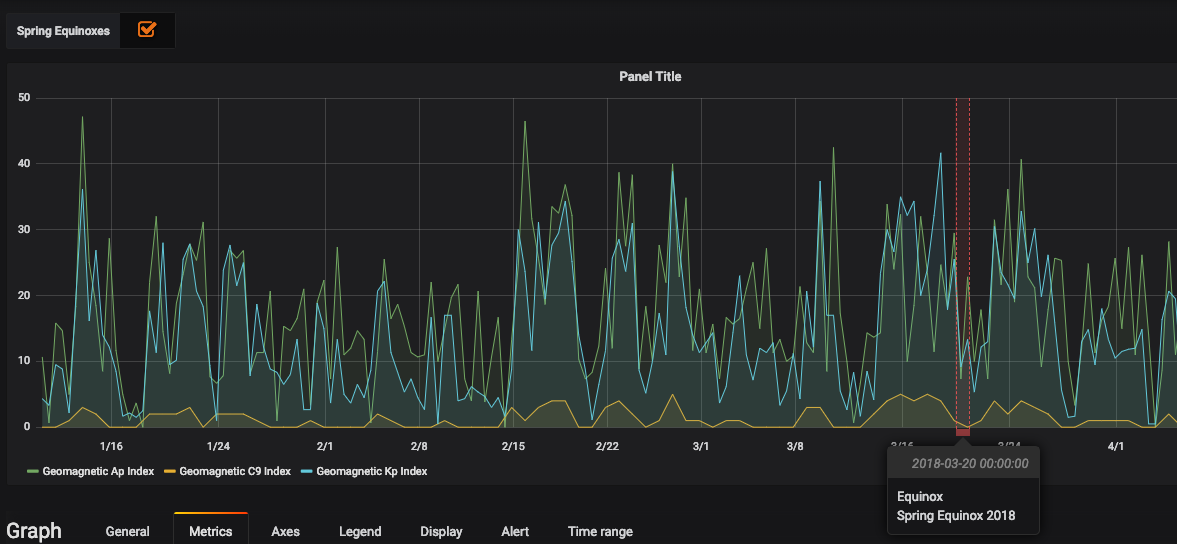 Spring Equinoxes
Panel Title
50
40
30
20
10
0
1/16 1/24 2/1 2/8 2/15 2/22 3/1 3/8 3/16 3/24 4/1
Geomagnetic Ap Index Geomagnetic C9 Index Geomagnetic Kp Index
2018-03-20 00:00:00
Equinox
Spring Equinox 2018
Graph General Metrics Axes Legend Display Alert Time range